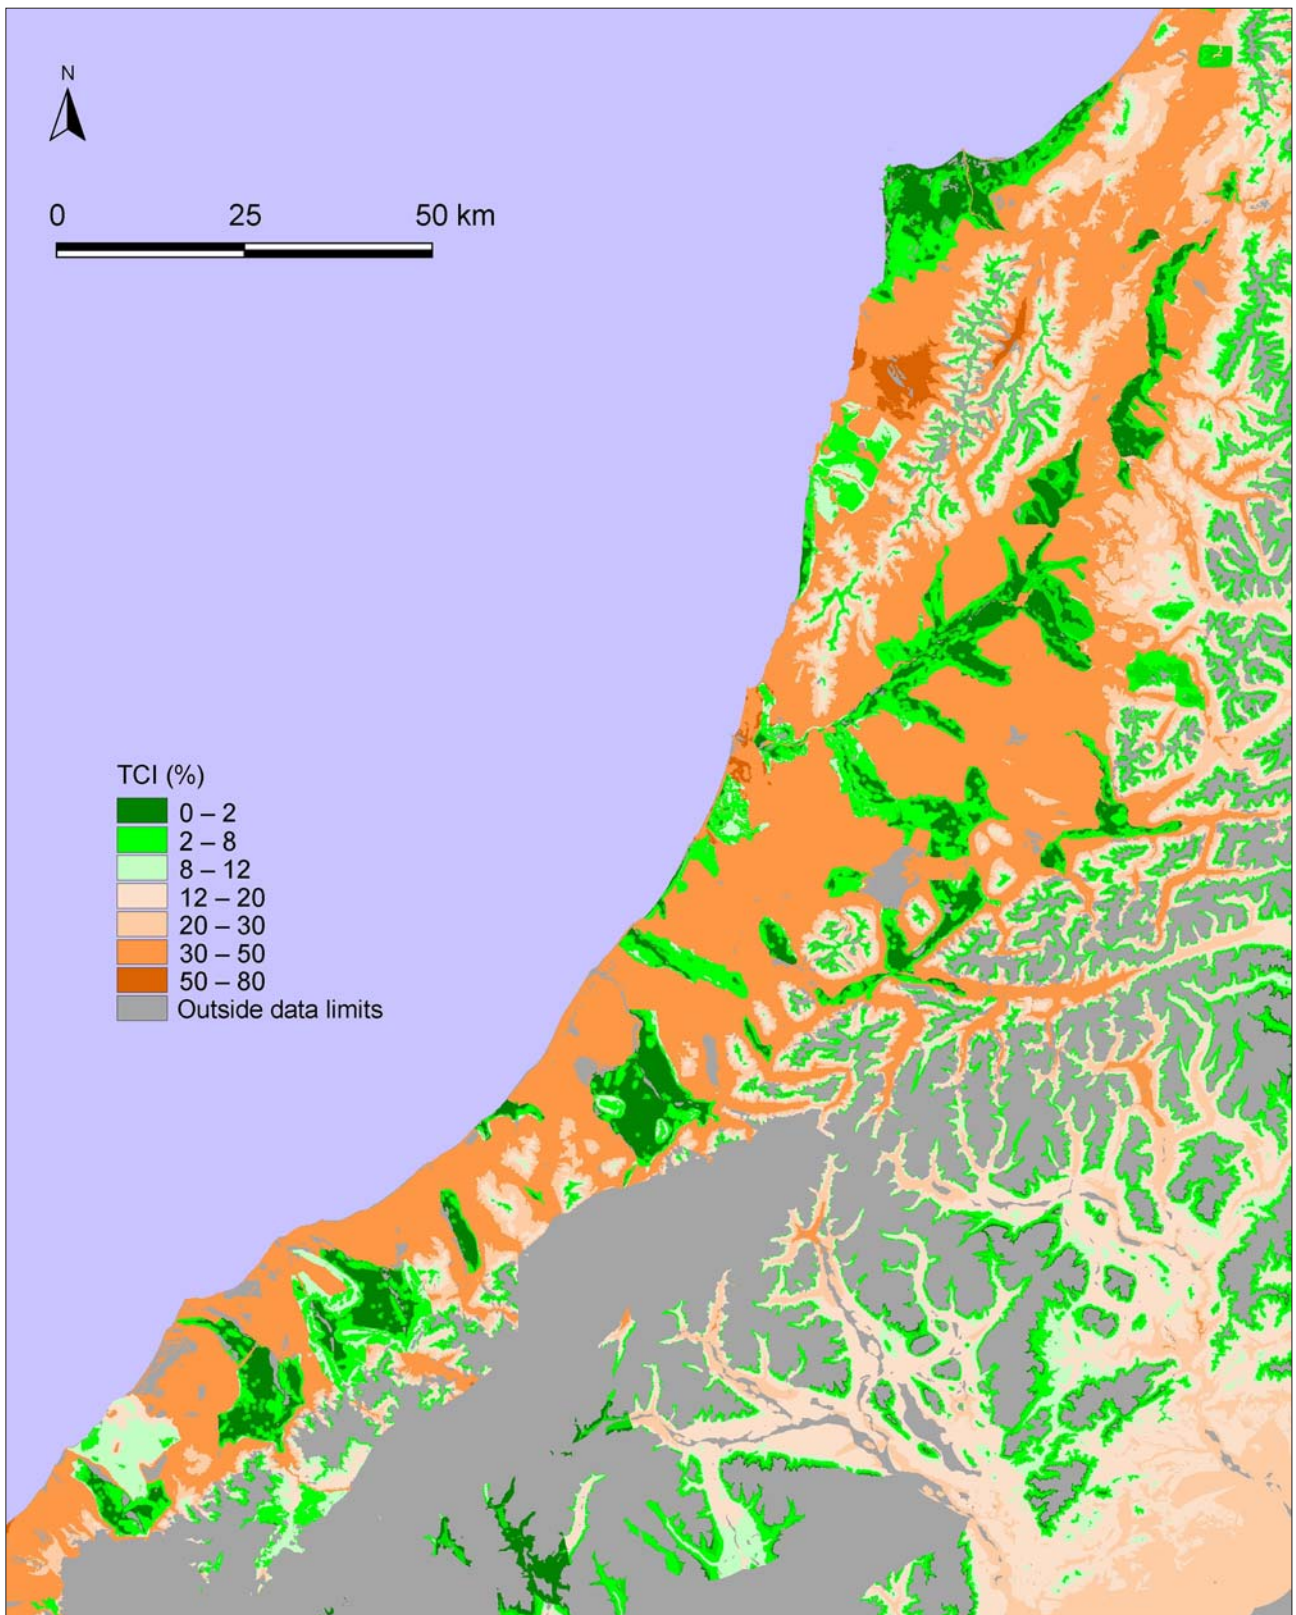 N
0 25 50 km
TCI (%)
0 – 2
2 – 8
8 – 12
12 – 20
20 – 30
30 – 50
50 – 80
Outside data limits